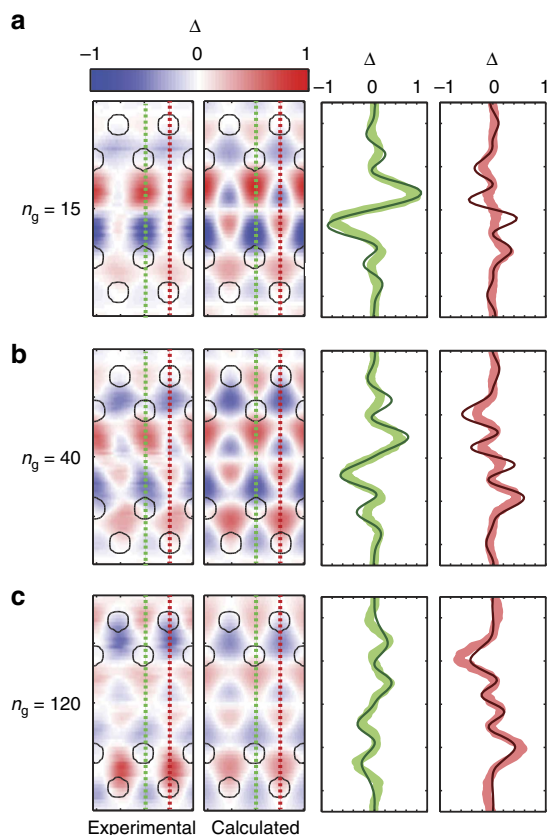 a
Δ
−1 0 1
Δ
−1 0 1
Δ
−1 0 1
n_g = 15
b
n_g = 40
c
n_g = 120
Experimental Calculated